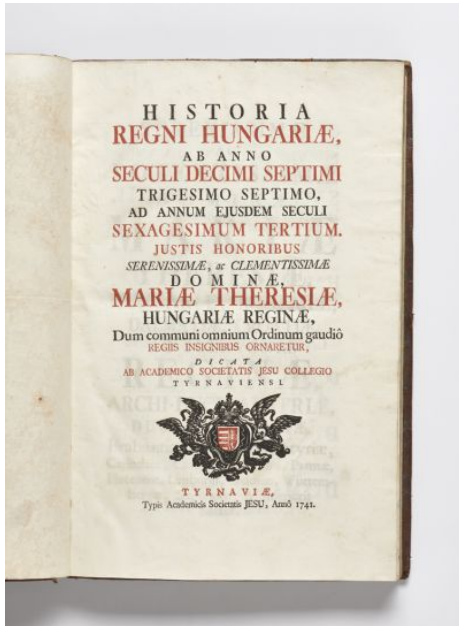 HISTORIA
REGNI HUNGARIÆ,
AB ANNO
SECULI DECIMI SEPTIMI
TRIGESIMO SEPTIMO,
AD ANNUM EJUSDEM SECULI
SEXAGESIMUM TERTIUM.
JUSTIS HONORIBUS
SERENISSIMÆ, ac CLEMENTISSIMÆ
DOMINÆ,
MARIÆ THERESIÆ,
HUNGARIÆ REGINÆ,
Dum communi omnium Ordinum gaudiô
REGIIS INSIGNIBUS ORNARETUR,
DICATA
AB ACADEMICO SOCIETATIS JESU COLLEGIO
TYRNAVIENSI.
TYRNAVIÆ,
Typis Academicis Societatis JESU, Annô 1741.